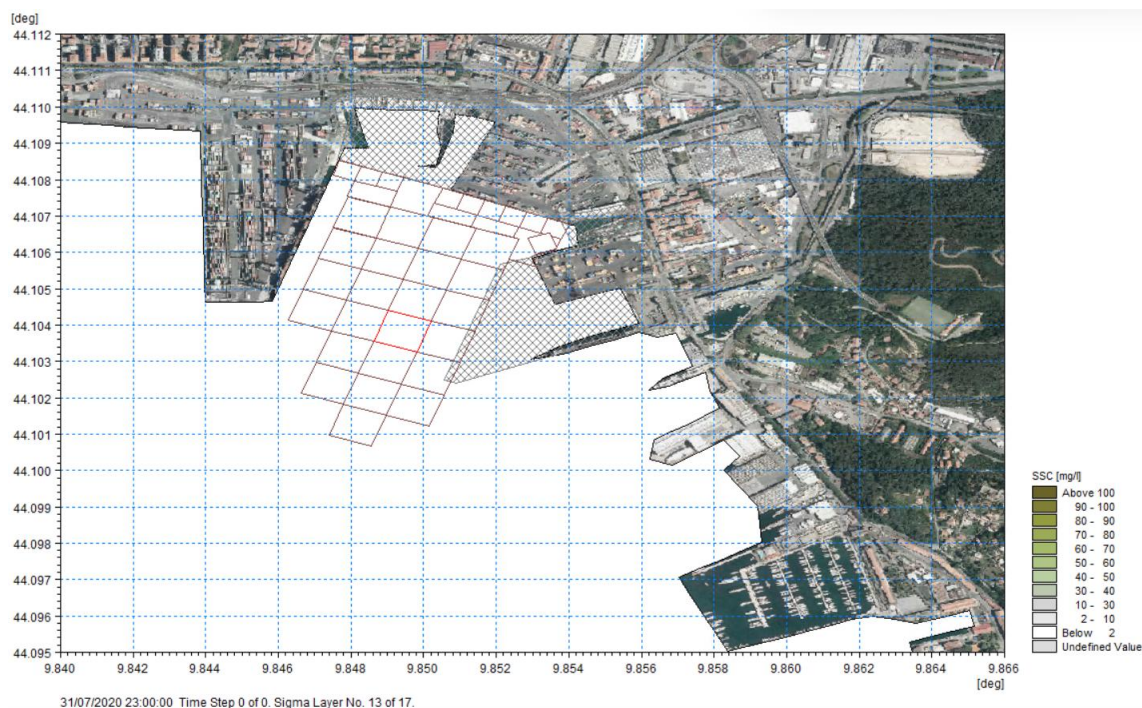 [deg]
44.112
44.111
44.110
44.109
44.108
44.107
44.106
44.105
44.104
44.103
44.102
44.101
44.100
44.099
44.098
44.097
44.096
44.095
9.840 9.842 9.844 9.846 9.848 9.850 9.852 9.854 9.856 9.858 9.860 9.862 9.864 9.866
[deg]
SSC [mg/l]
Above 100
90 - 100
80 - 90
70 - 80
60 - 70
50 - 60
40 - 50
30 - 40
10 - 30
2 - 10
Below 2
Undefined Value
31/07/2020 23:00:00 Time Step 0 of 0. Sigma Layer No. 13 of 17.